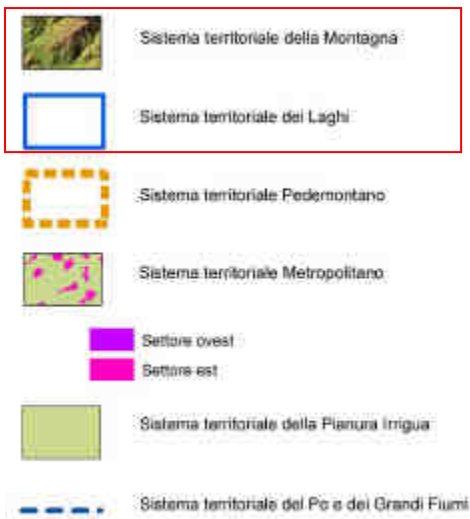 Sistema territoriale della Montagna
Sistema territoriale dei Laghi
Sistema territoriale Pedemontano
Sistema territoriale Metropolitano
Settore ovest
Settore est
Sistema territoriale della Pianura Irrigua
Sistema territoriale del Po e dei Grandi Fiumi